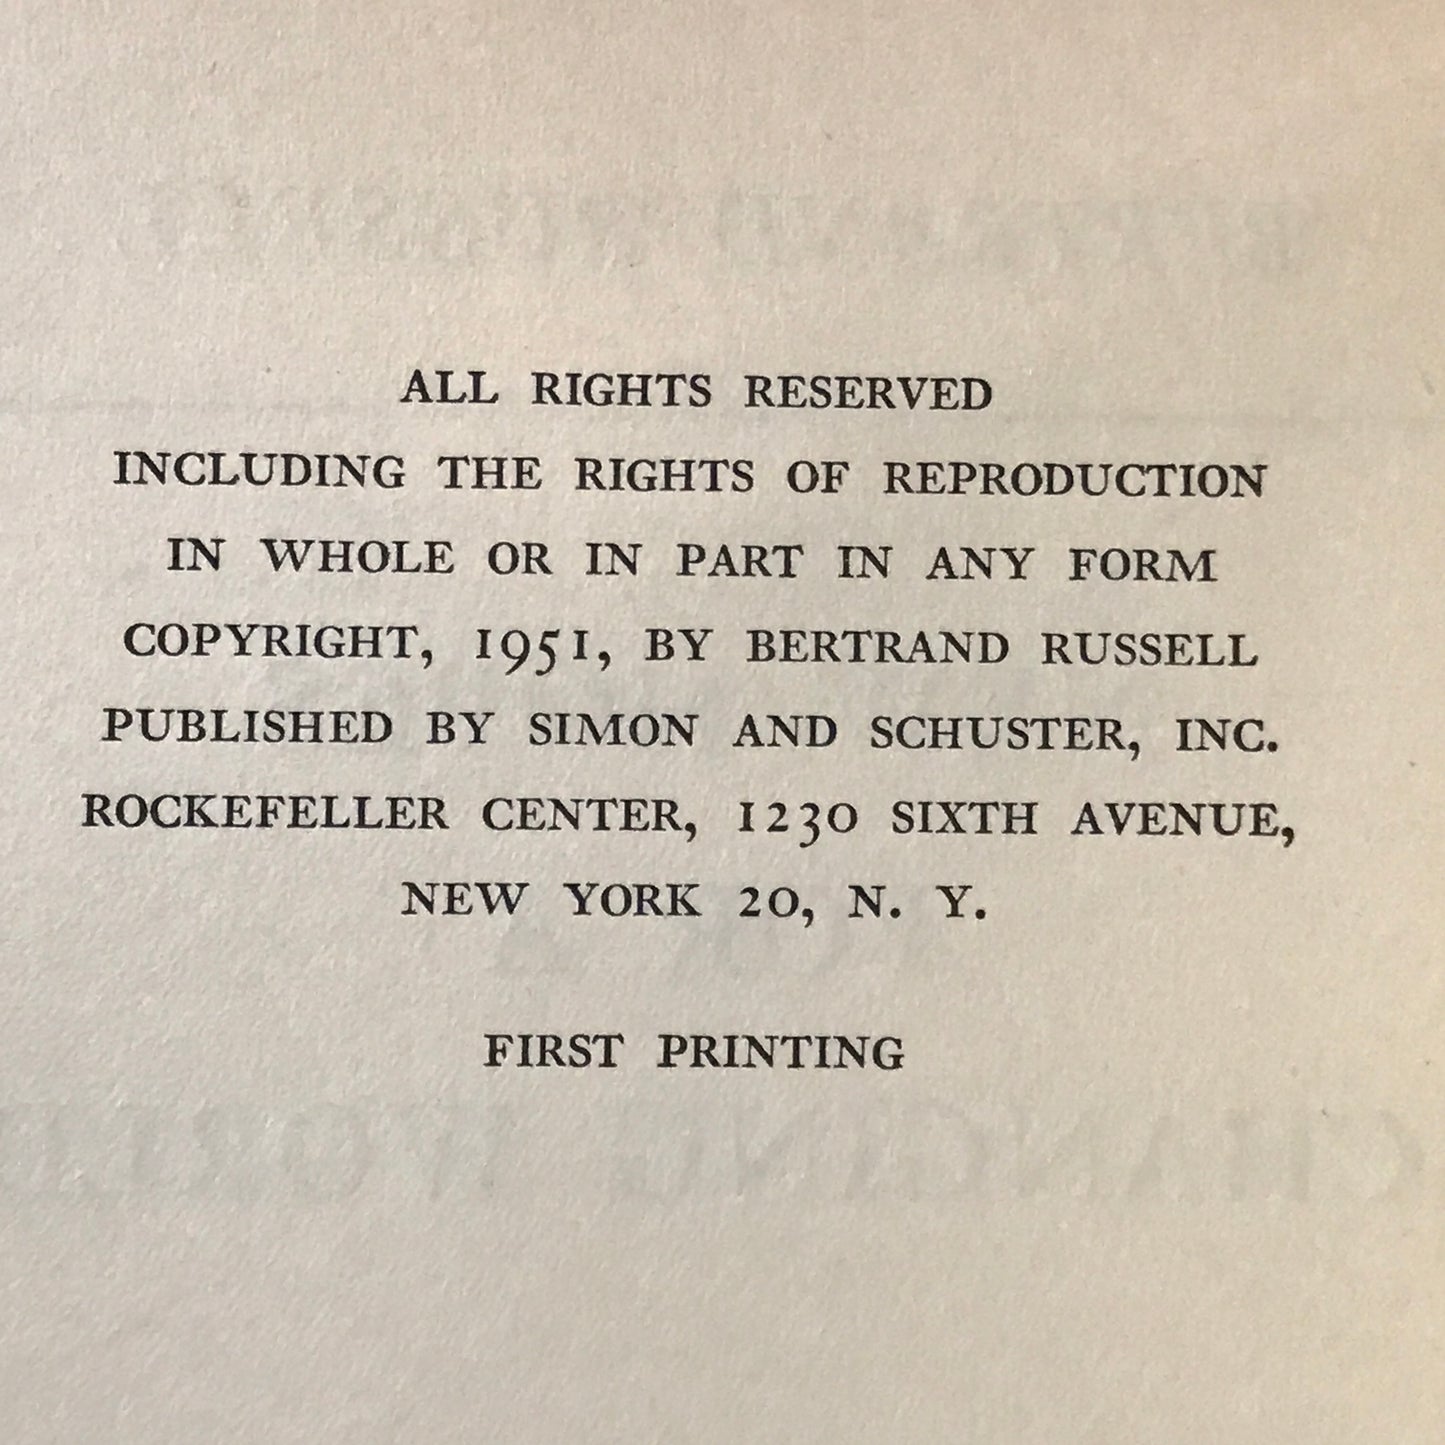 ALL RIGHTS RESERVED
INCLUDING THE RIGHTS OF REPRODUCTION
IN WHOLE OR IN PART IN ANY FORM
COPYRIGHT, 1951, BY BERTRAND RUSSELL
PUBLISHED BY SIMON AND SCHUSTER, INC.
ROCKEFELLER CENTER, 1230 SIXTH AVENUE,
NEW YORK 20, N. Y.
FIRST PRINTING